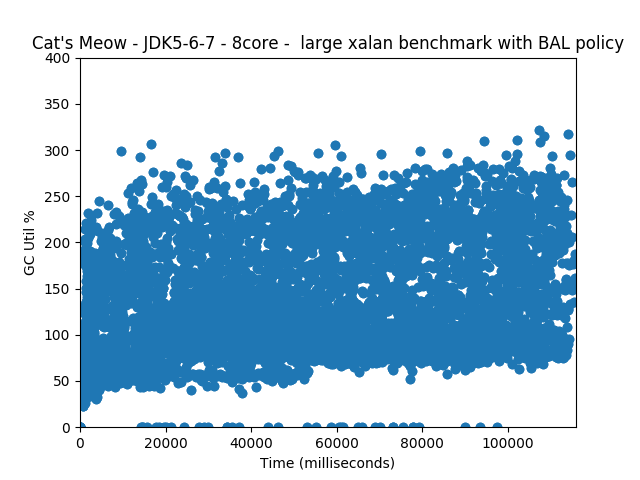 Cat's Meow - JDK5-6-7 - 8core -  large xalan benchmark with BAL policy
400
350
300
250
200
150
100
50
0
GC Util %
0 20000 40000 60000 80000 100000
Time (milliseconds)